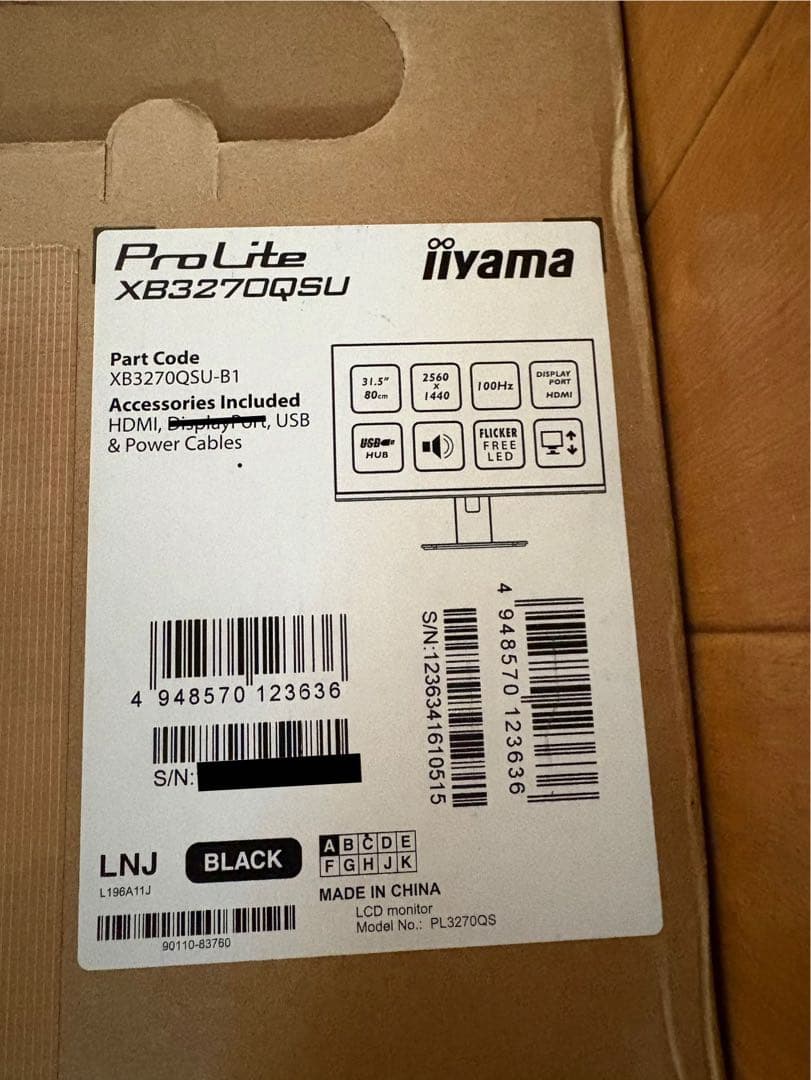 ProLite
XB3270QSU
iiyama
Part Code
XB3270QSU-B1
Accessories Included
HDMI, DisplayPort, USB
& Power Cables
31.5"
80cm
2560
x
1440
100Hz
DISPLAY
PORT
HDMI
USB
HUB
FLICKER
FREE
LED
4 948570 123636
S/N:
S/N:1236341610515
4 948570 123636
LNJ
L196A11J
BLACK
A B C D E
F G H J K
MADE IN CHINA
LCD monitor
Model No.: PL3270QS
90110-83760